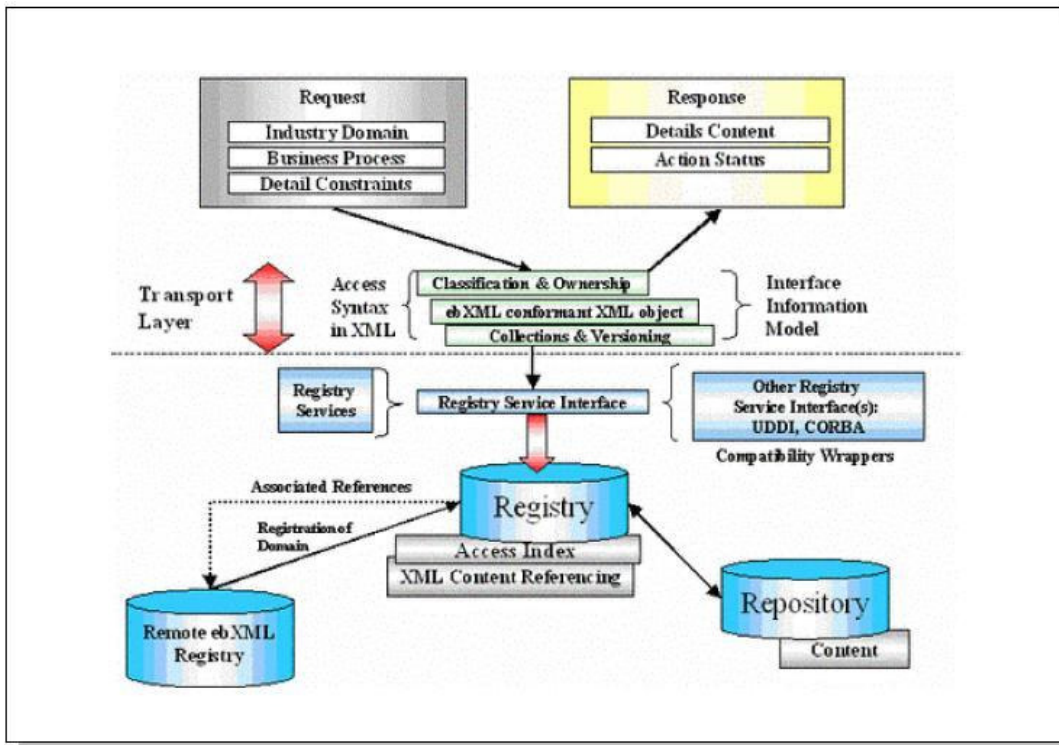 Request
Industry Domain
Business Process
Detail Constraints
Response
Details Content
Action Status
Transport
Layer
Access
Syntax
in XML
Classification & Ownership
ebXML conformant XML object
Collections & Versioning
Interface
Information
Model
Registry
Services
Registry Service Interface
Other Registry
Service Interface(s):
UDDI, CORBA
Compatibility Wrappers
Associated References
Registration of
Domain
Registry
Access Index
XML Content Referencing
Remote ebXML
Registry
Repository
Content